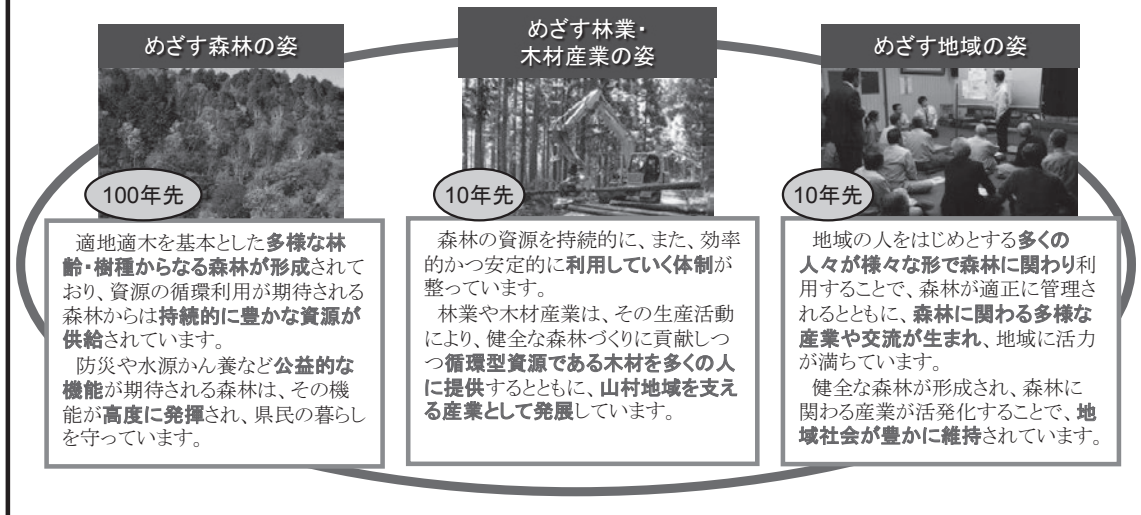 めざす森林の姿
100年先
適地適木を基本とした多様な林
齢・樹種からなる森林が形成されて
おり、資源の循環利用が期待される
森林からは持続的に豊かな資源が
供給されています。
防災や水源かん養など公益的な
機能が期待される森林は、その機
能が高度に発揮され、県民の暮らし
を守っています。
めざす林業・
木材産業の姿
10年先
森林の資源を持続的に、また、効率
的かつ安定的に利用していく体制が
整っています。
林業や木材産業は、その生産活動
により、健全な森林づくりに貢献しつ
つ循環型資源である木材を多くの人
に提供するとともに、山村地域を支え
る産業として発展しています。
めざす地域の姿
10年先
地域の人をはじめとする多くの
人々が様々な形で森林に関わり利
用することで、森林が適正に管理さ
れるとともに、森林に関わる多様な
産業や交流が生まれ、地域に活力
が満ちています。
健全な森林が形成され、森林に
関わる産業が活発化することで、地
域社会が豊かに維持されています。